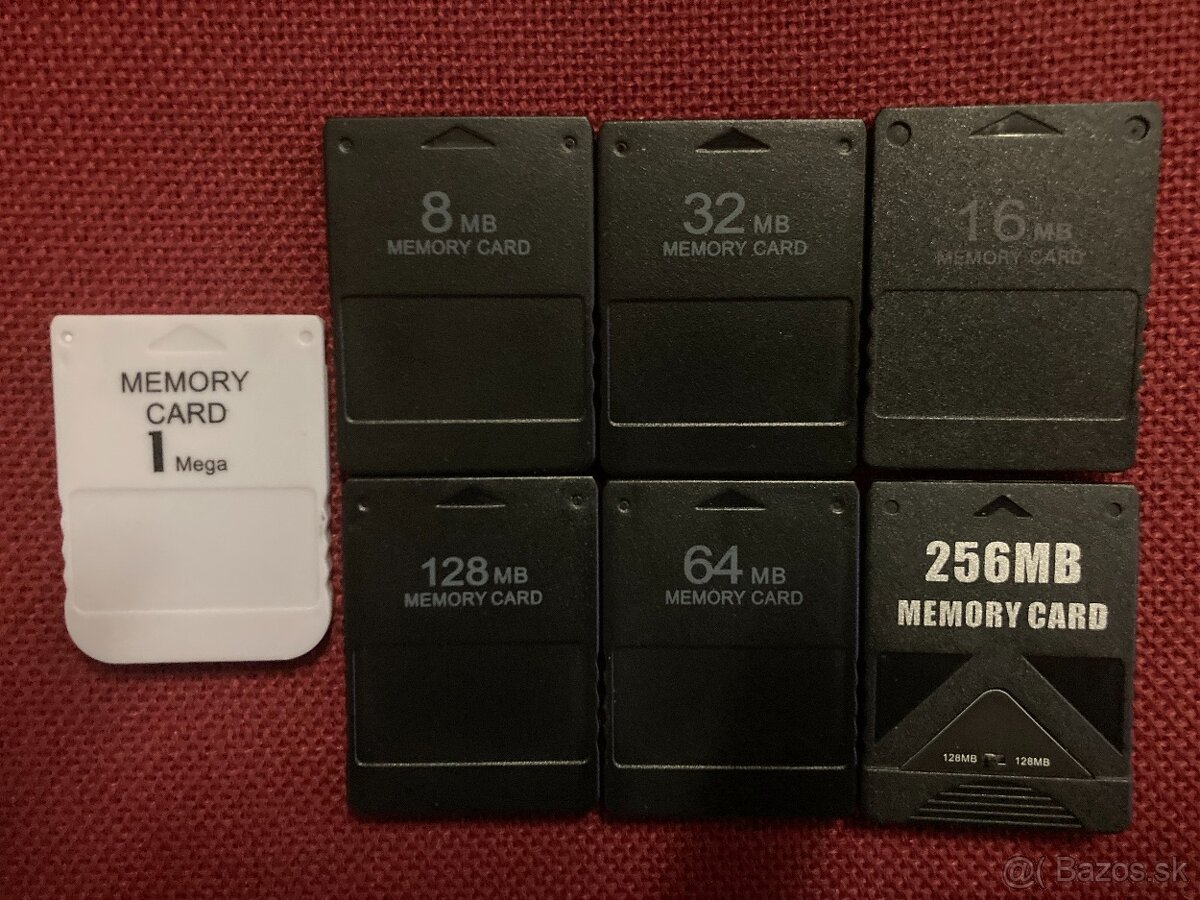 MEMORY
CARD
1 Mega
8 MB
MEMORY CARD
32 MB
MEMORY CARD
16 MB
MEMORY CARD
128 MB
MEMORY CARD
64 MB
MEMORY CARD
256MB
MEMORY CARD
128MB 128MB
@( Bazos.sk